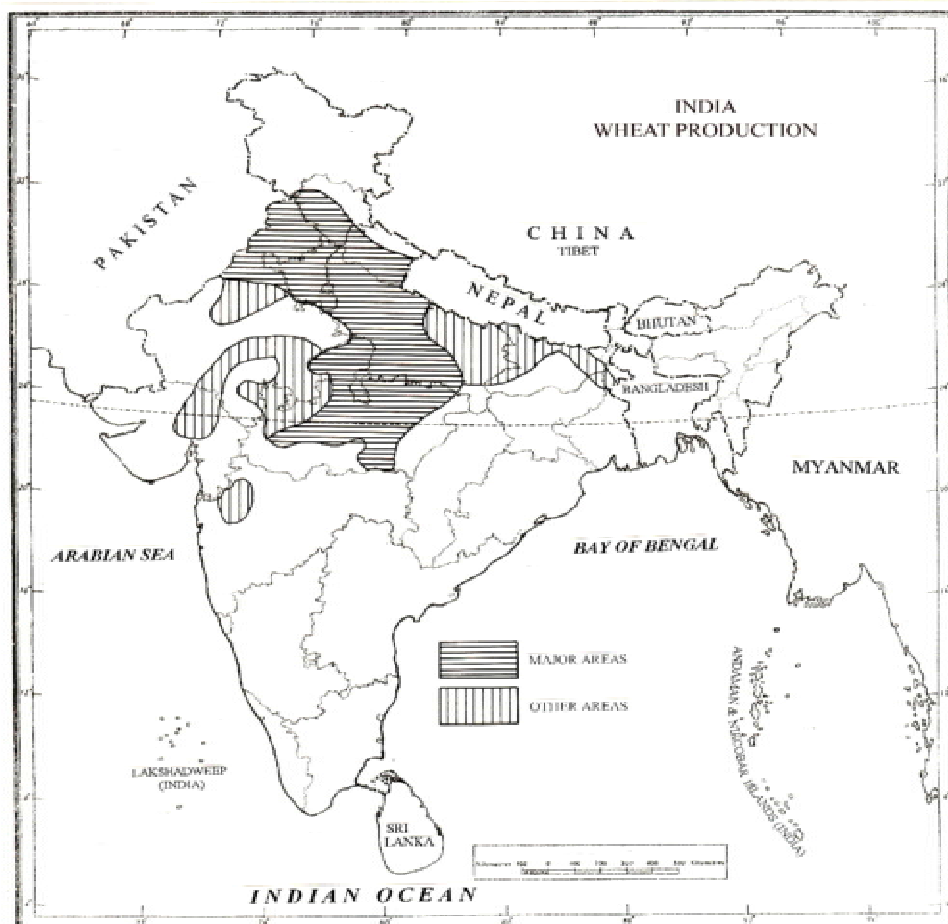 INDIA
WHEAT PRODUCTION
PAKISTAN
CHINA
TIBET
NEPAL
BHUTAN
BANGLADESH
MYANMAR
ARABIAN SEA
BAY OF BENGAL
MAJOR AREAS
OTHER AREAS
ANDAMAN & NICOBAR ISLANDS (INDIA)
LAKSHADWEEP
(INDIA)
SRI
LANKA
INDIAN OCEAN